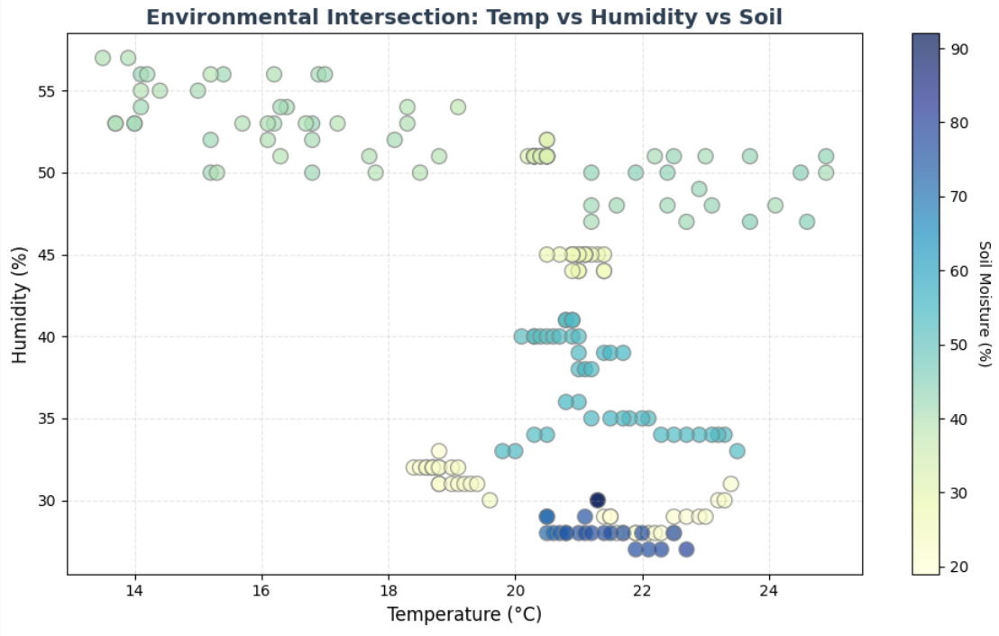 Environmental Intersection: Temp vs Humidity vs Soil
55
50
45
40
35
30
Humidity (%)
14 16 18 20 22 24
Temperature (°C)
90
80
70
60
50
40
30
20
Soil Moisture (%)